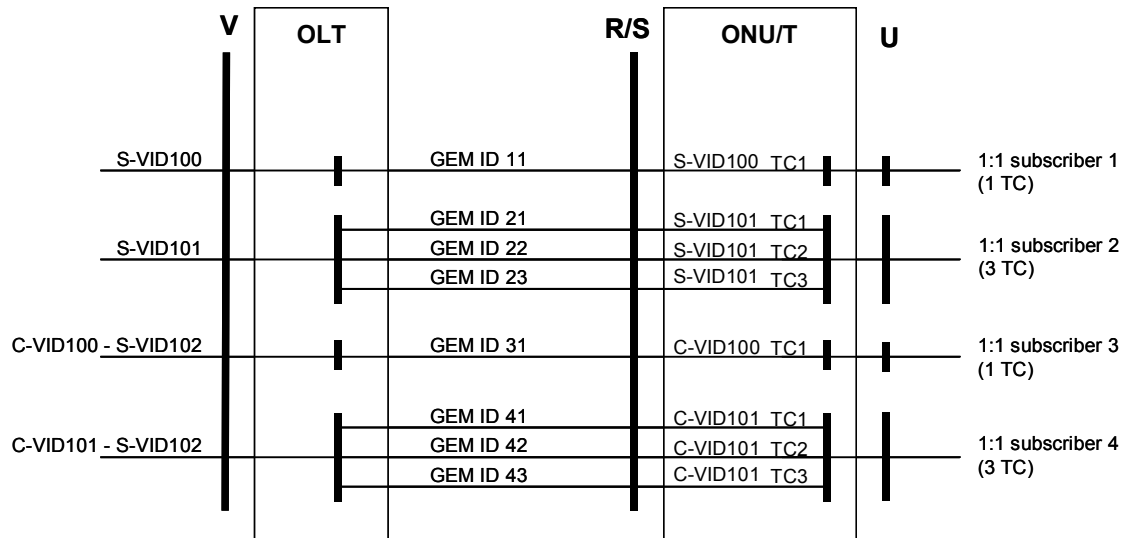 V OLT R/S ONU/T U
S-VID100 GEM ID 11 S-VID100 TC1 1:1 subscriber 1
(1 TC)
GEM ID 21 S-VID101 TC1
S-VID101 GEM ID 22 S-VID101 TC2 1:1 subscriber 2
(3 TC)
GEM ID 23 S-VID101 TC3
C-VID100 - S-VID102 GEM ID 31 C-VID100 TC1 1:1 subscriber 3
(1 TC)
GEM ID 41 C-VID101 TC1
C-VID101 - S-VID102 GEM ID 42 C-VID101 TC2 1:1 subscriber 4
(3 TC)
GEM ID 43 C-VID101 TC3